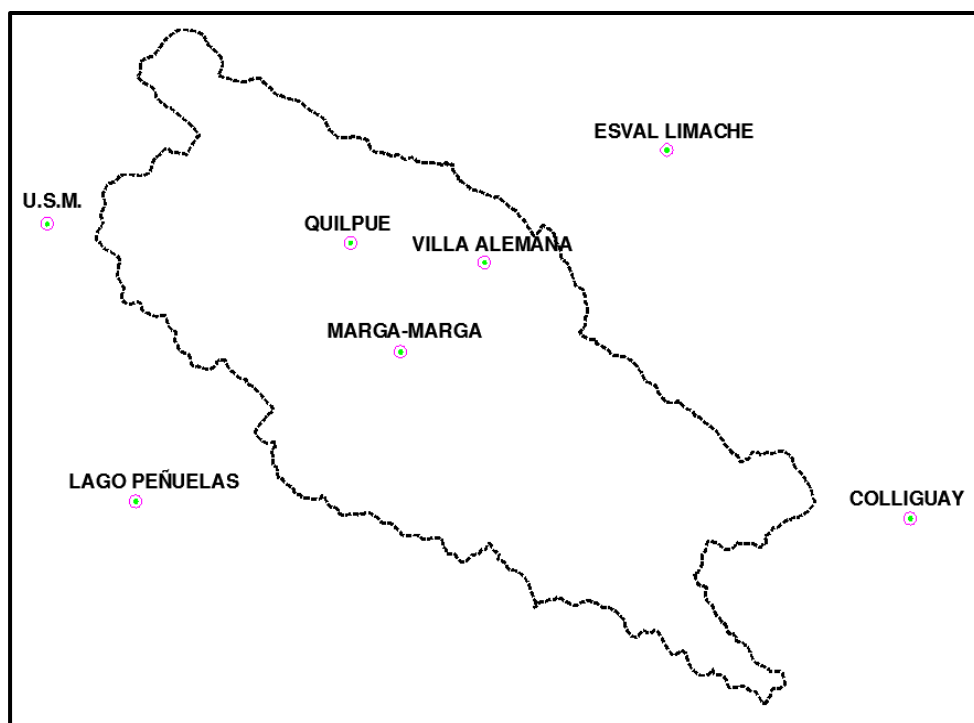 ESVAL LIMACHE
U.S.M.
QUILPUE
VILLA ALEMANA
MARGA-MARGA
LAGO PEÑUELAS
COLLIGUAY